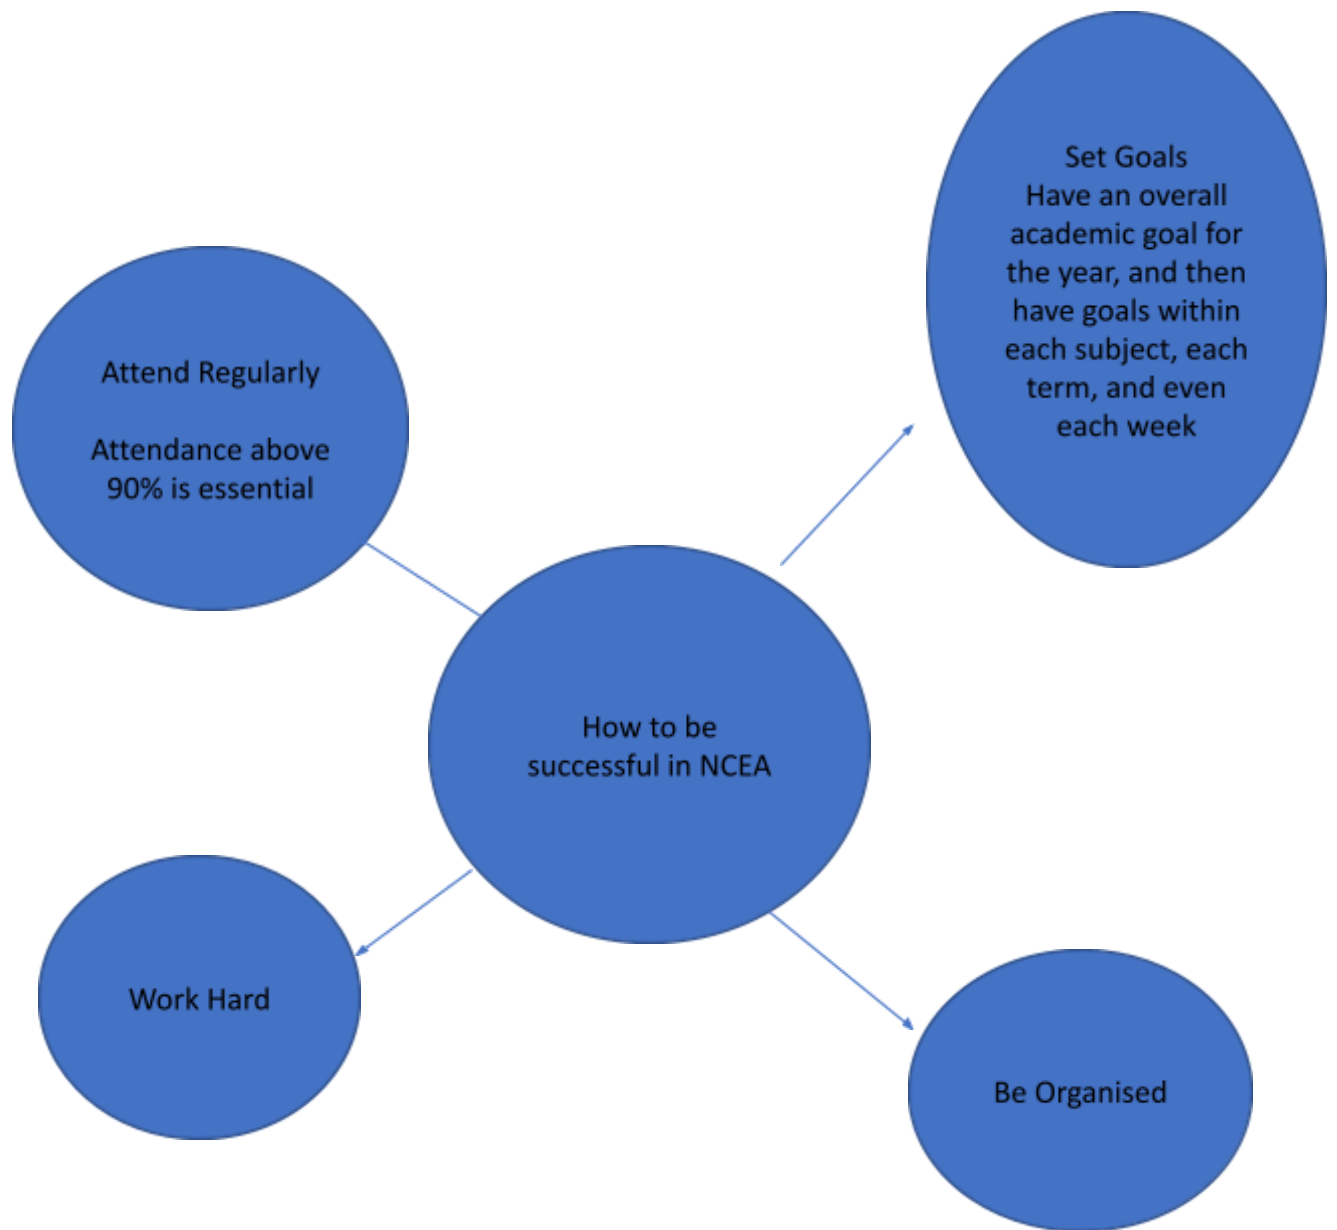 Set Goals
Have an overall
academic goal for
the year, and then
have goals within
each subject, each
term, and even
each week
Attend Regularly
Attendance above
90% is essential
How to be
successful in NCEA
Work Hard
Be Organised